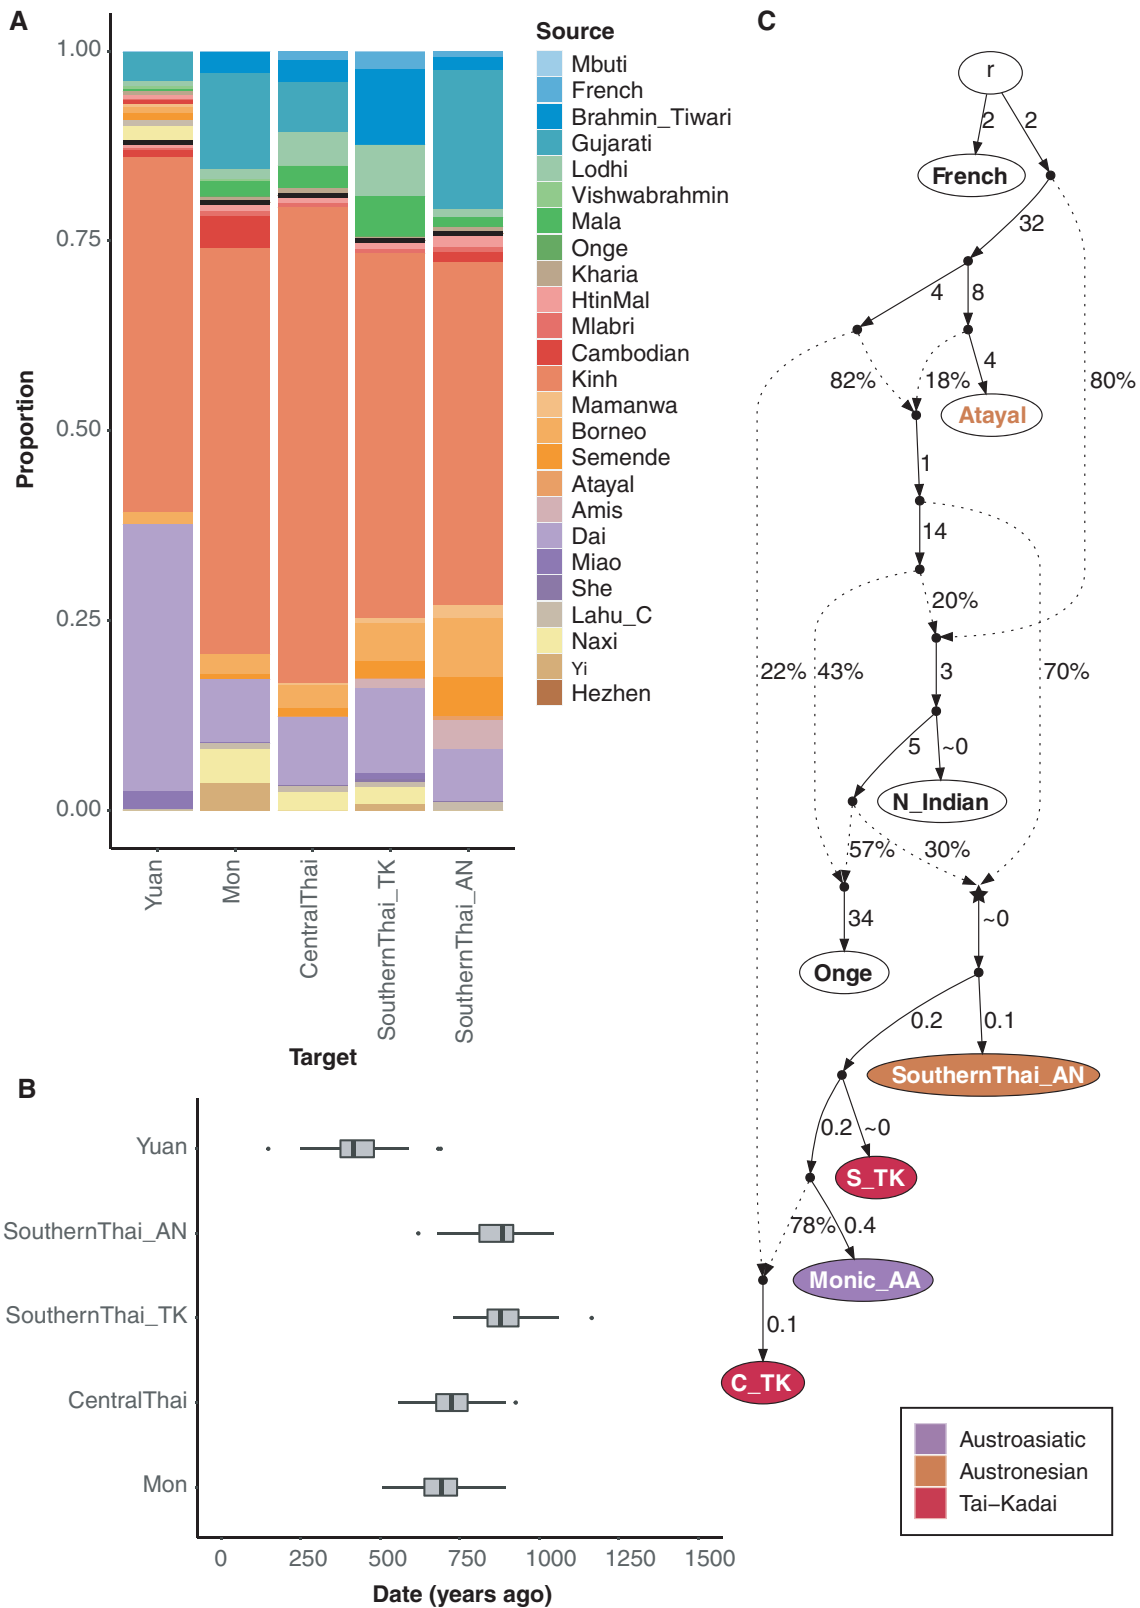 A
1.00
0.75
0.50
0.25
0.00
Proportion
Yuan
Mon
CentralThai
SouthernThai_TK
SouthernThai_AN
Target
Source
Mbuti
French
Brahmin_Tiwari
Gujarati
Lodhi
Vishwabrahmin
Mala
Onge
Kharia
HtinMal
Mlabri
Cambodian
Kinh
Mamanwa
Borneo
Semende
Atayal
Amis
Dai
Miao
She
Lahu_C
Naxi
Yi
Hezhen
B
Yuan
SouthernThai_AN
SouthernThai_TK
CentralThai
Mon
0 250 500 750 1000 1250 1500
Date (years ago)
C
r
2 2
French
32
4 8
4
82% 18% 80%
Atayal
1
14
20%
22% 43% 3 70%
5 ~0
N_Indian
57% 30%
34 ~0
Onge
0.2 0.1
SouthernThai_AN
0.2 ~0
S_TK
78% 0.4
Monic_AA
0.1
C_TK
Austroasiatic
Austronesian
Tai–Kadai